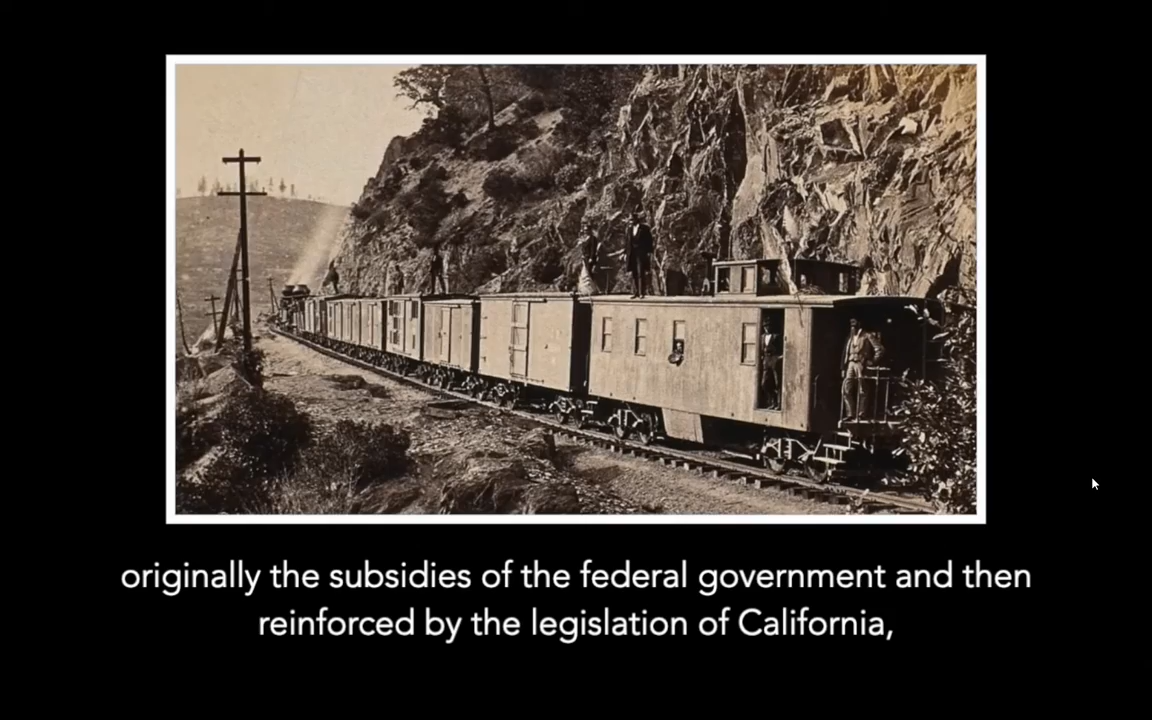 originally the subsidies of the federal government and then
reinforced by the legislation of California,